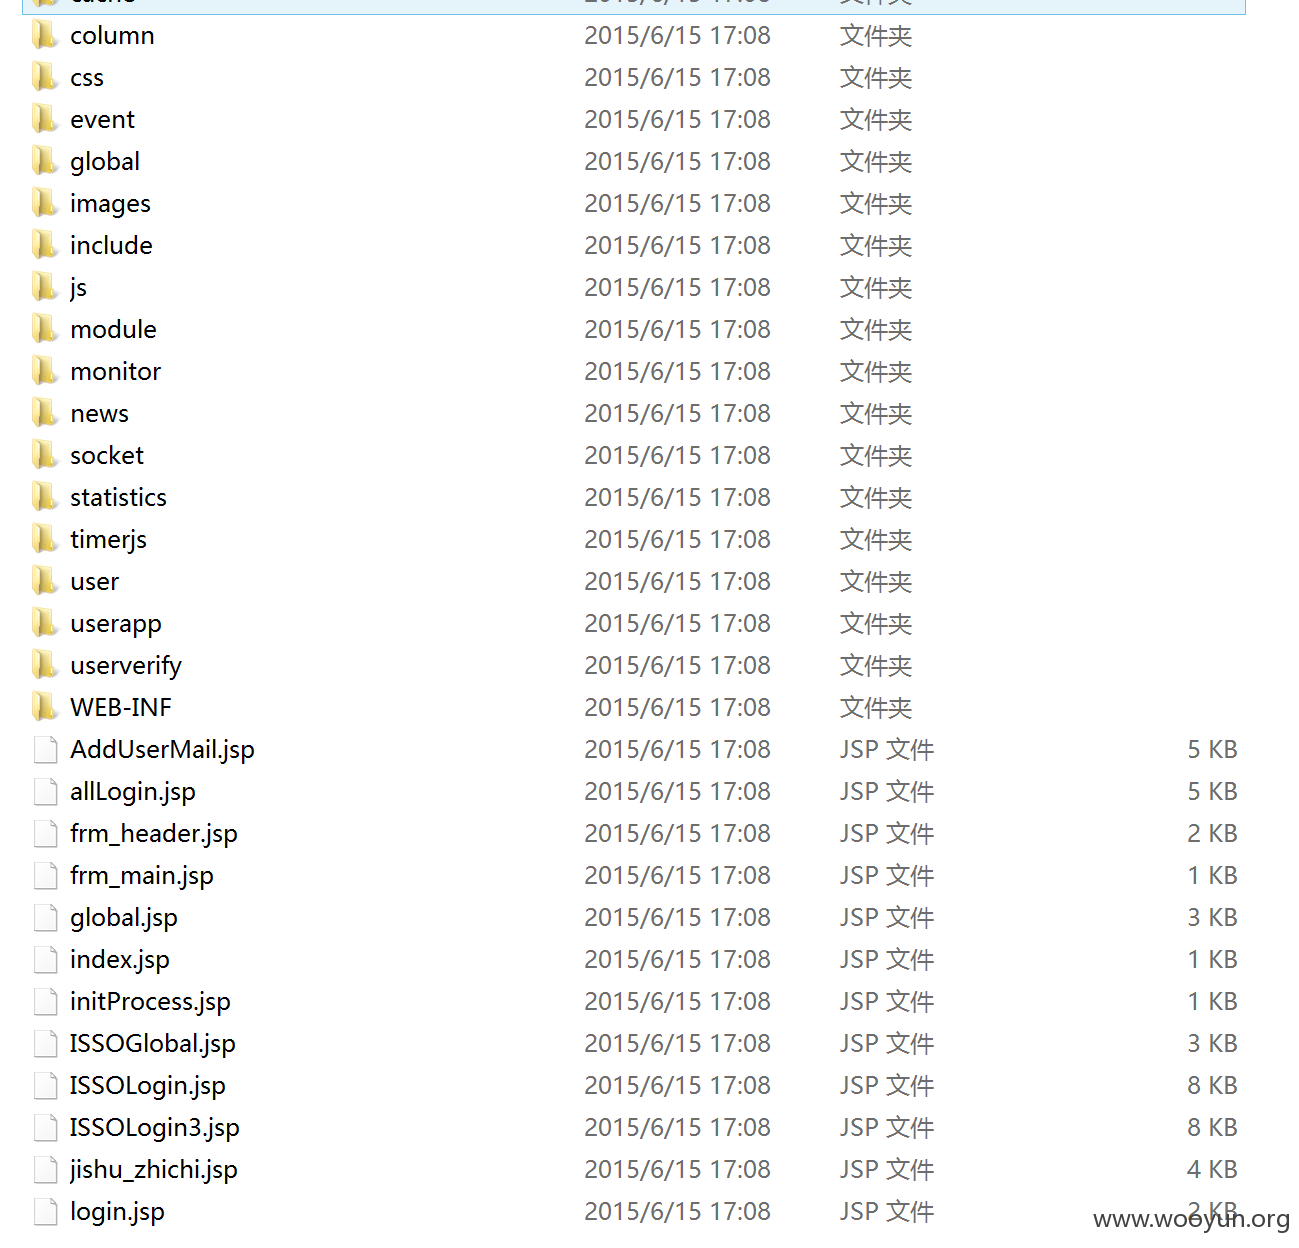 cache 文件夹
column 2015/6/15 17:08 文件夹
css 2015/6/15 17:08 文件夹
event 2015/6/15 17:08 文件夹
global 2015/6/15 17:08 文件夹
images 2015/6/15 17:08 文件夹
include 2015/6/15 17:08 文件夹
js 2015/6/15 17:08 文件夹
module 2015/6/15 17:08 文件夹
monitor 2015/6/15 17:08 文件夹
news 2015/6/15 17:08 文件夹
socket 2015/6/15 17:08 文件夹
statistics 2015/6/15 17:08 文件夹
timerjs 2015/6/15 17:08 文件夹
user 2015/6/15 17:08 文件夹
userapp 2015/6/15 17:08 文件夹
userverify 2015/6/15 17:08 文件夹
WEB-INF 2015/6/15 17:08 文件夹
AddUserMail.jsp 2015/6/15 17:08 JSP 文件 5 KB
allLogin.jsp 2015/6/15 17:08 JSP 文件 5 KB
frm_header.jsp 2015/6/15 17:08 JSP 文件 2 KB
frm_main.jsp 2015/6/15 17:08 JSP 文件 1 KB
global.jsp 2015/6/15 17:08 JSP 文件 3 KB
index.jsp 2015/6/15 17:08 JSP 文件 1 KB
initProcess.jsp 2015/6/15 17:08 JSP 文件 1 KB
ISSOGlobal.jsp 2015/6/15 17:08 JSP 文件 3 KB
ISSOLogin.jsp 2015/6/15 17:08 JSP 文件 8 KB
ISSOLogin3.jsp 2015/6/15 17:08 JSP 文件 8 KB
jishu_zhichi.jsp 2015/6/15 17:08 JSP 文件 4 KB
login.jsp 2015/6/15 17:08 JSP 文件 2 KB
www.wooyun.org